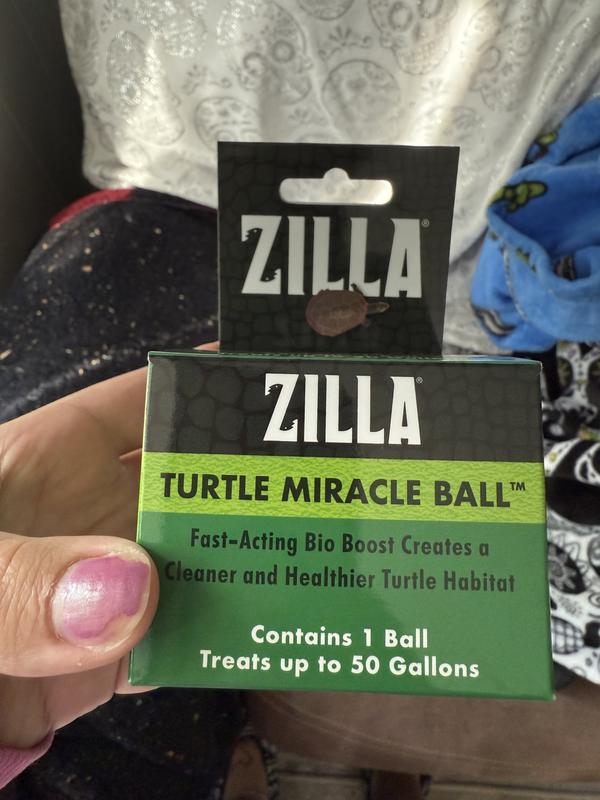 ZILLA®
ZILLA®
TURTLE MIRACLE BALL™
Fast-Acting Bio Boost Creates a
Cleaner and Healthier Turtle Habitat
Contains 1 Ball
Treats up to 50 Gallons